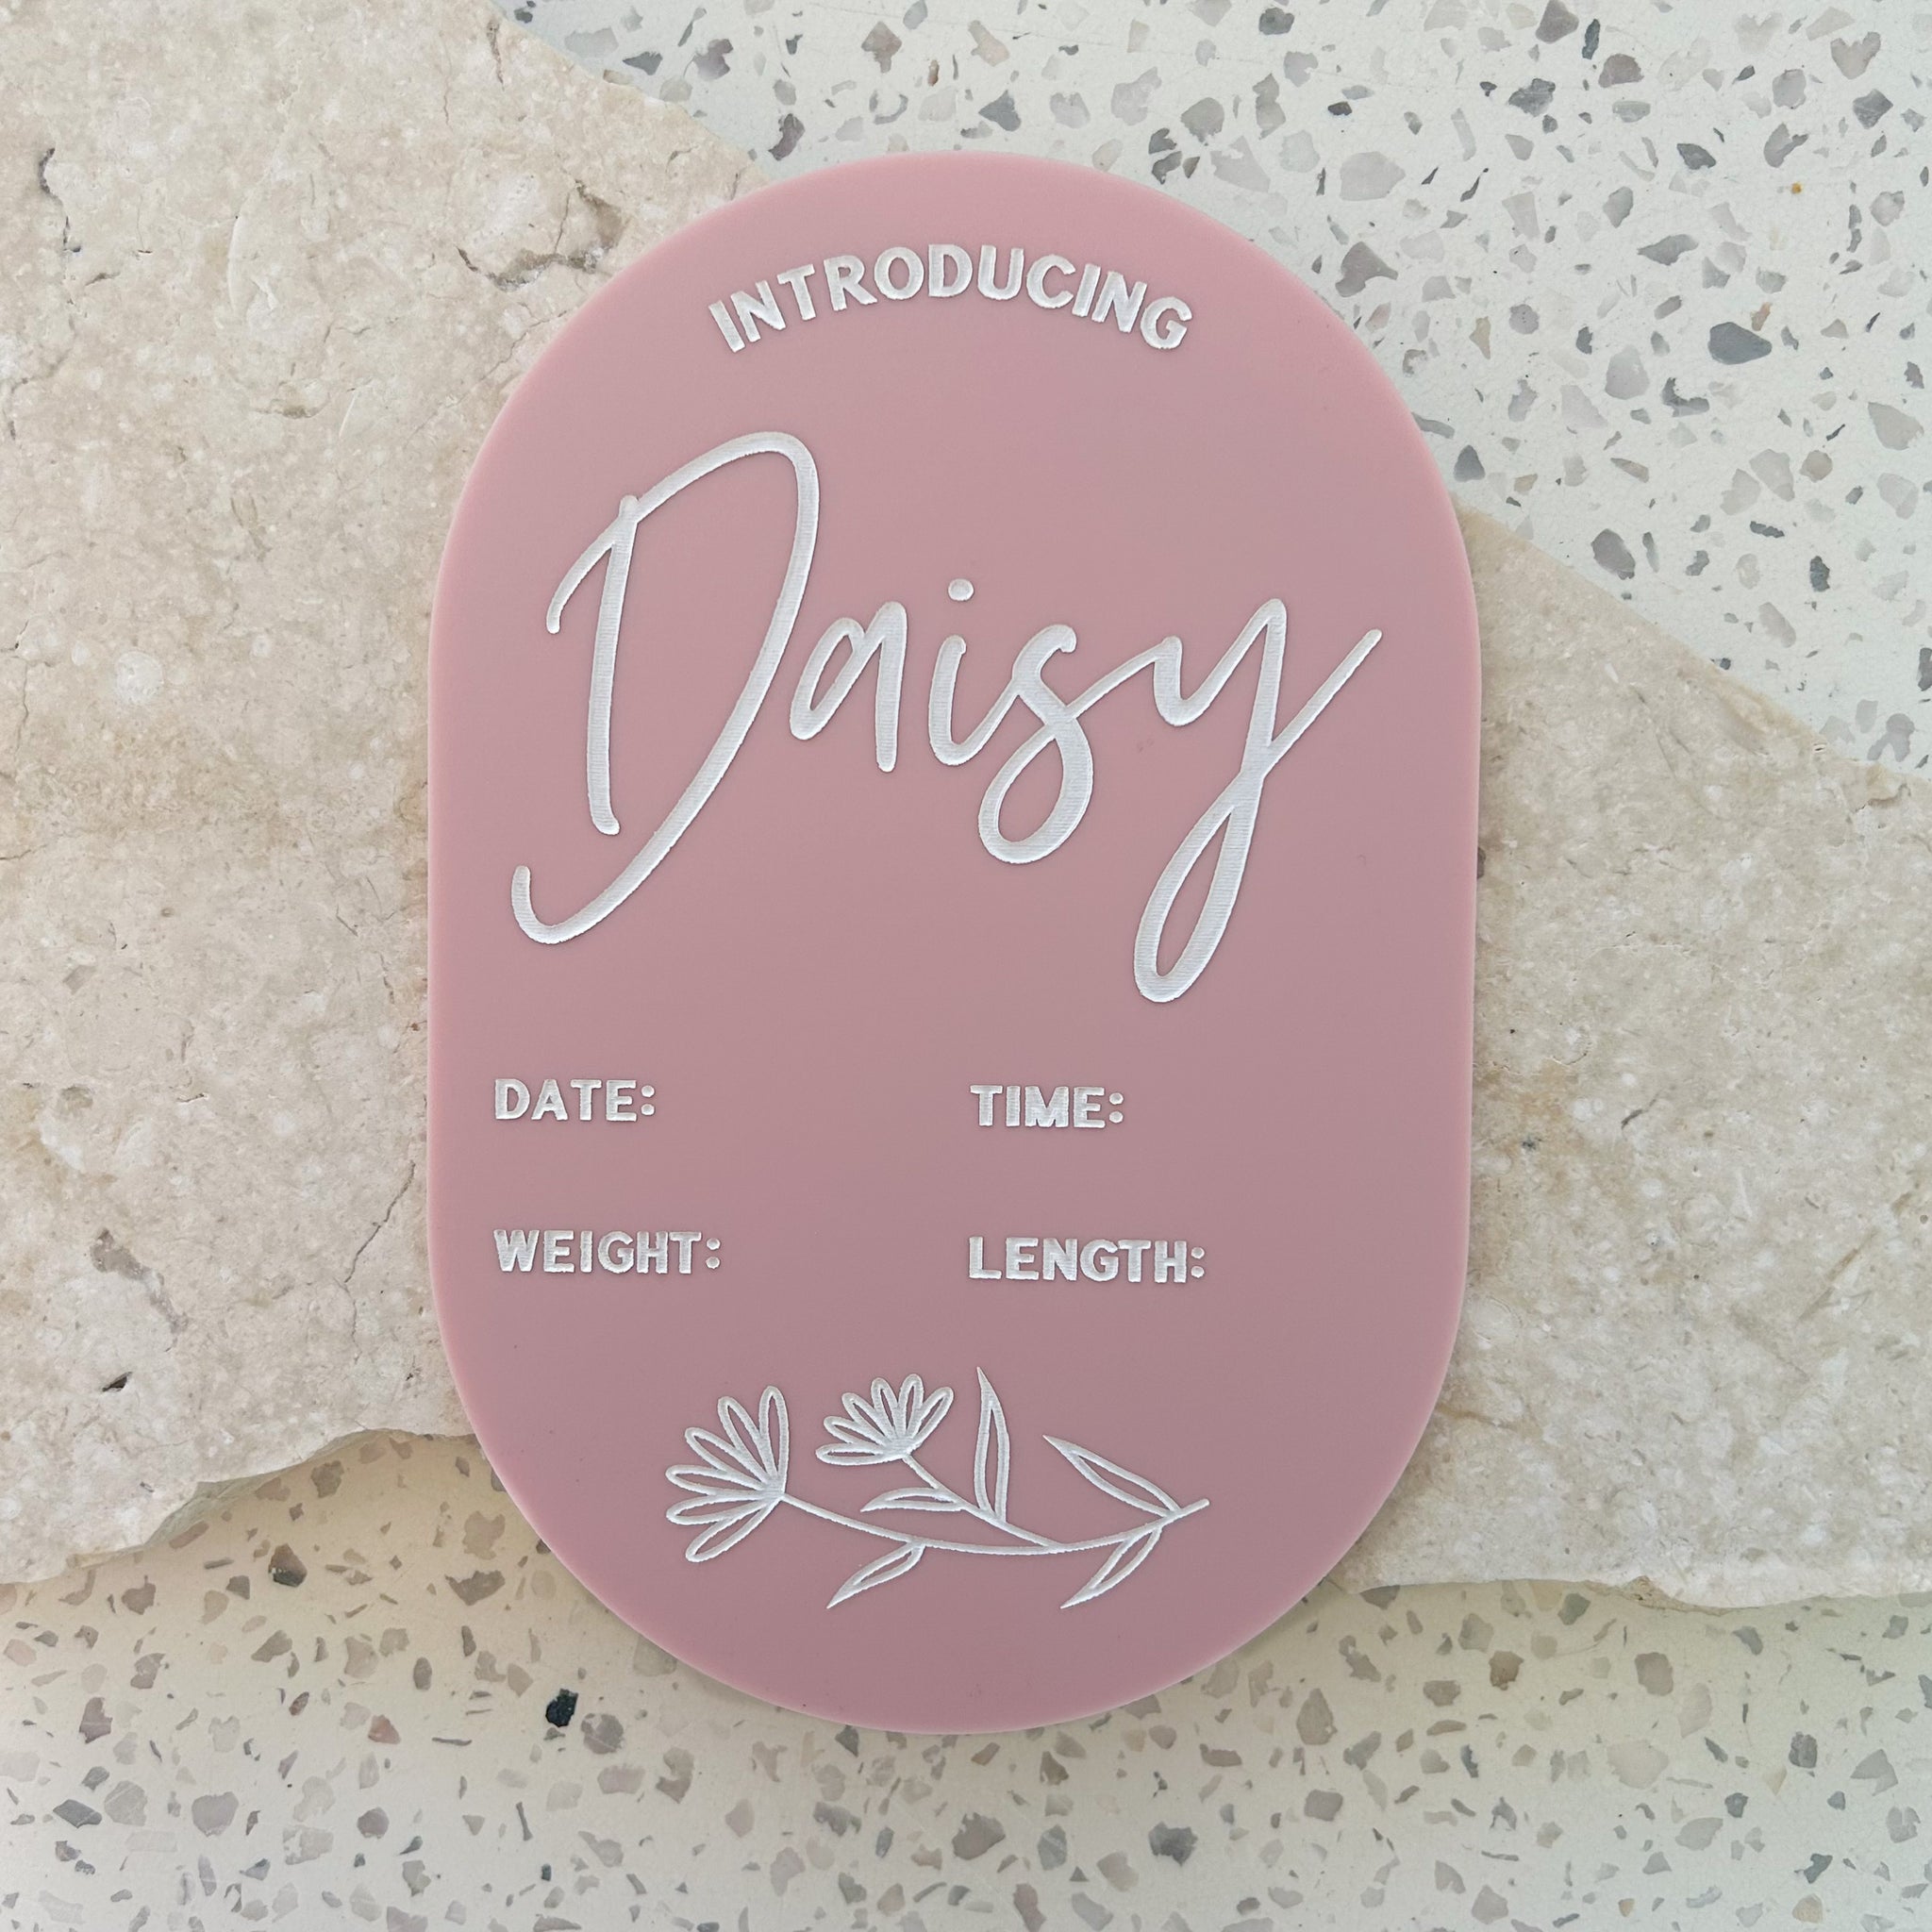 INTRODUCING
Daisy
DATE: TIME:
WEIGHT: LENGTH: